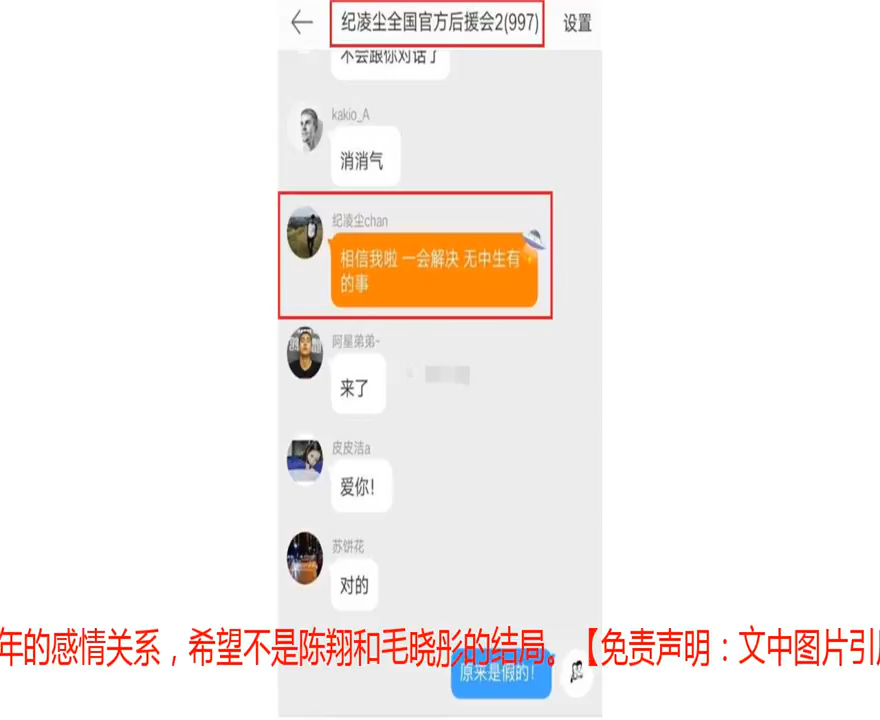 纪凌尘全国官方后援会2(997)
设置
不会跟你对话了
kakio_A
消消气
纪凌尘chan
相信我啦 一会解决 无中生有
的事
阿星弟弟~
来了
皮皮洁a
爱你!
苏饼花
对的
年的感情关系，希望不是陈翔和毛晓彤的结局。【免责声明：文中图片引
原来是假的!